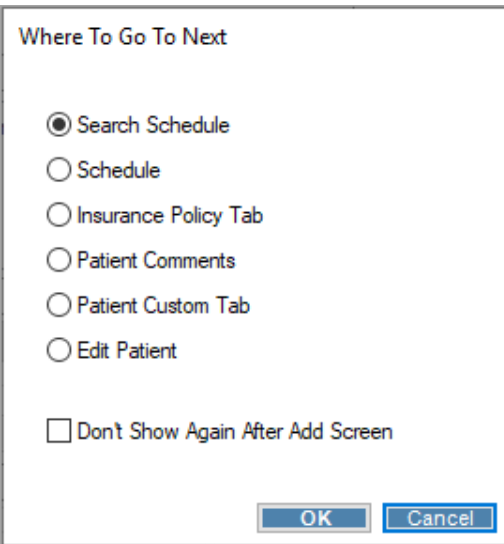 Where To Go To Next
Search Schedule
Schedule
Insurance Policy Tab
Patient Comments
Patient Custom Tab
Edit Patient
Don't Show Again After Add Screen
OK Cancel